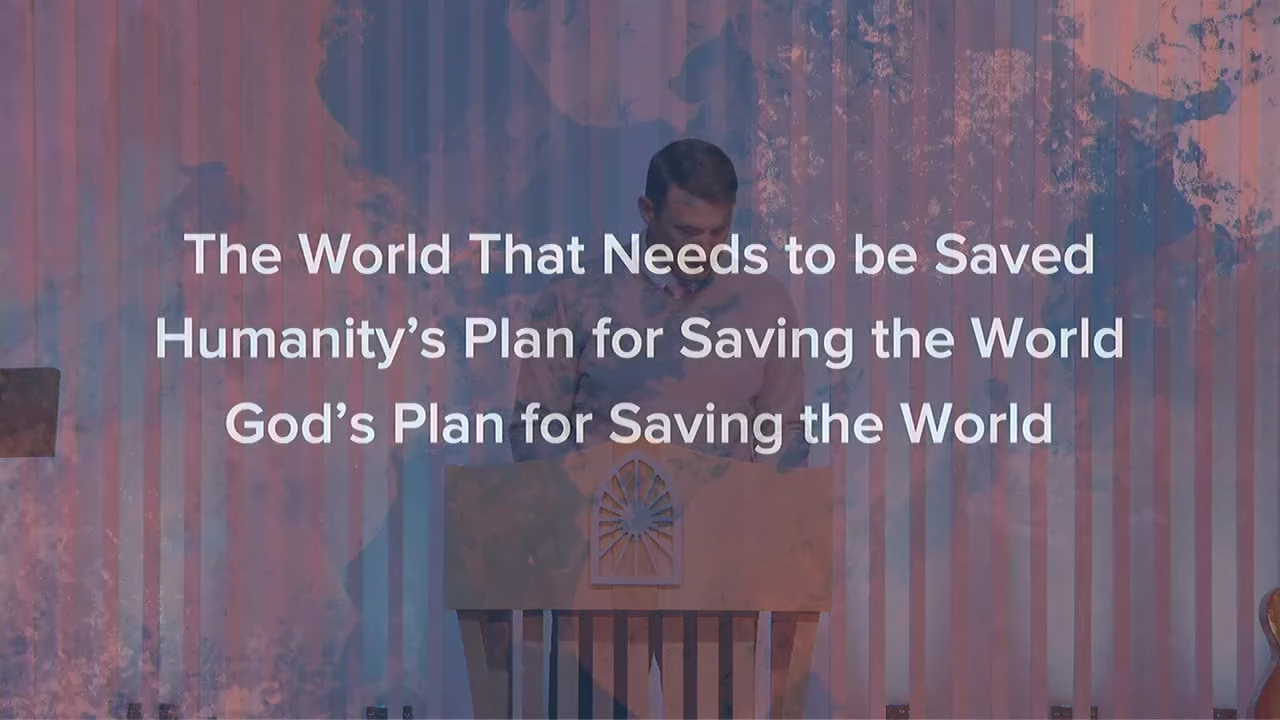 The World That Needs to be Saved
Humanity’s Plan for Saving the World
God’s Plan for Saving the World